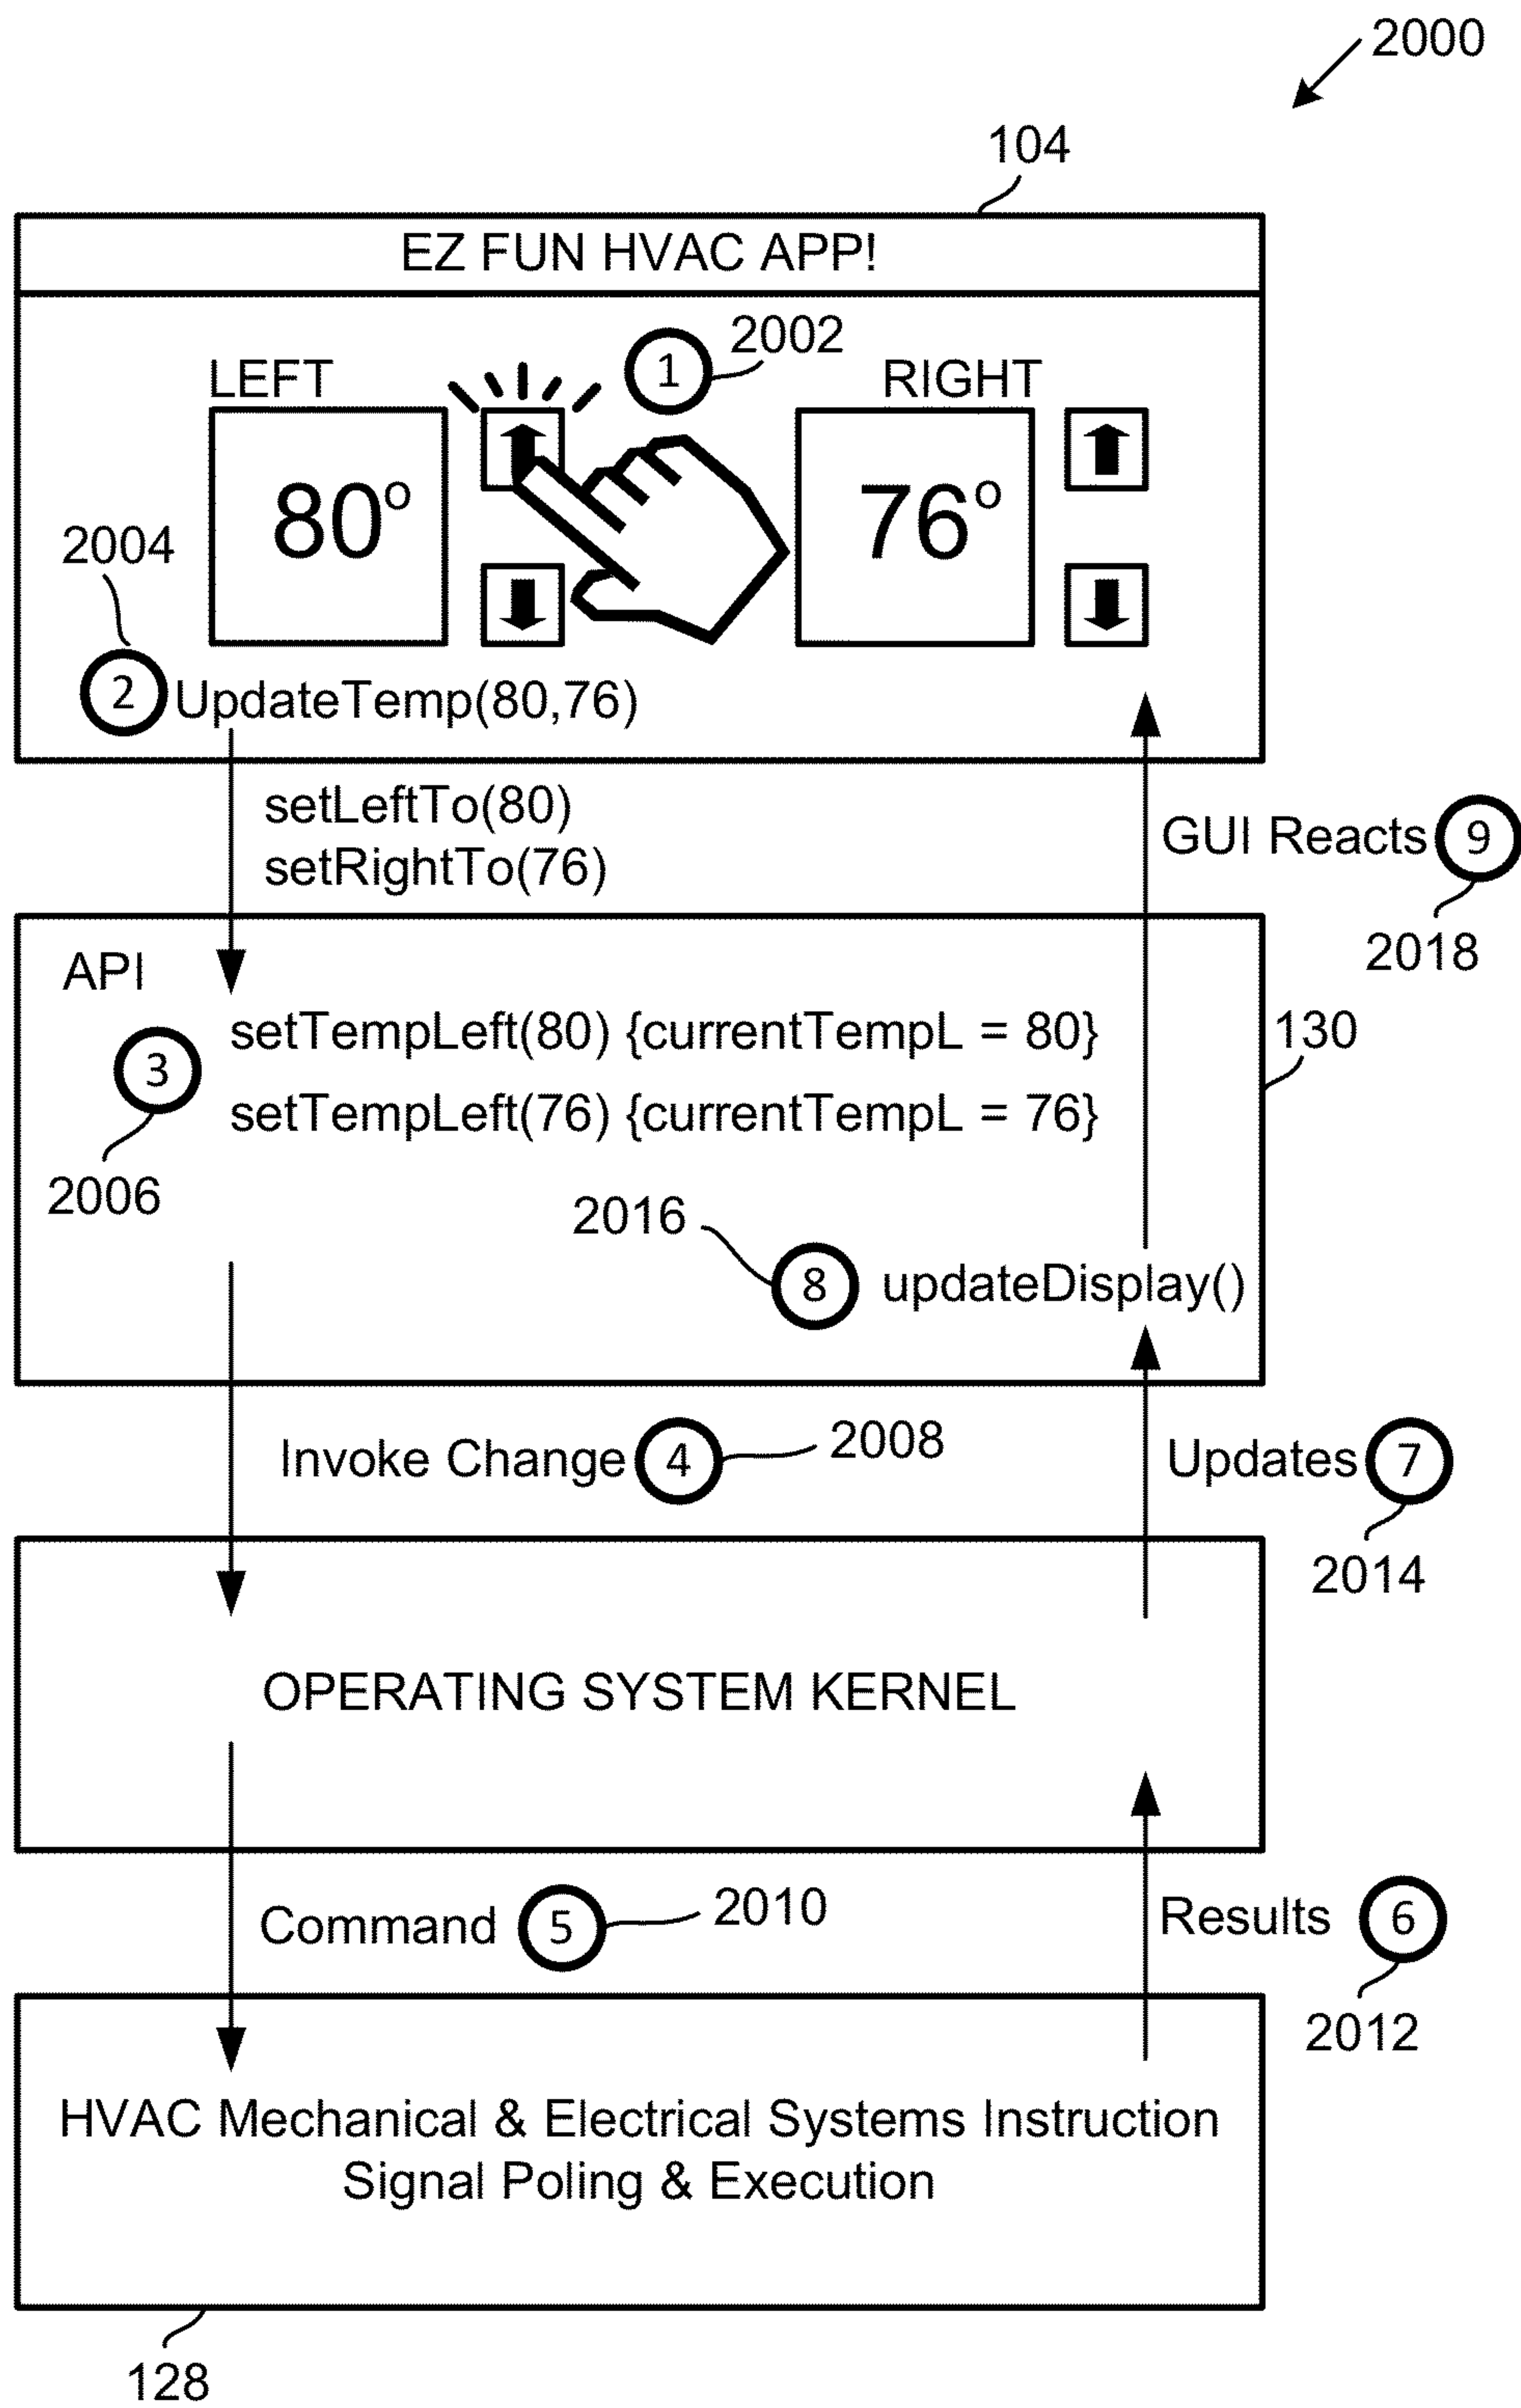 2000
104
EZ FUN HVAC APP!
1 2002
LEFT
RIGHT
80°
76°
2004
2 UpdateTemp(80,76)
setLeftTo(80)
setRightTo(76)
GUI Reacts 9
2018
API
130
3
setTempLeft(80) {currentTempL = 80}
setTempLeft(76) {currentTempL = 76}
2006
2016
8 updateDisplay()
Invoke Change 4 2008
Updates 7
2014
OPERATING SYSTEM KERNEL
Command 5 2010
Results 6
2012
HVAC Mechanical & Electrical Systems Instruction
Signal Poling & Execution
128